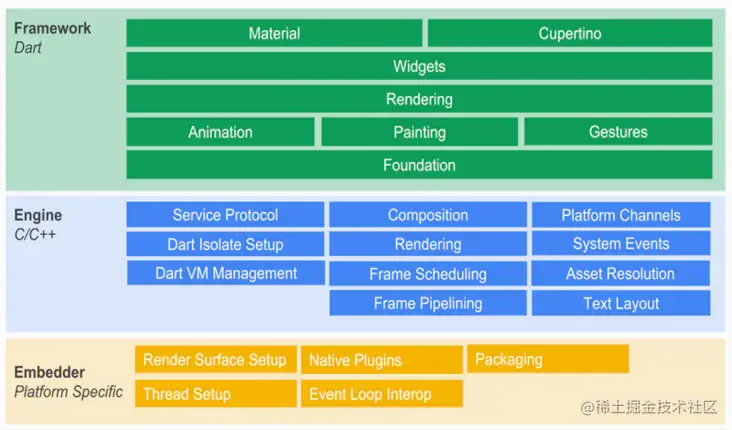 Framework
Dart
Material
Cupertino
Widgets
Rendering
Animation
Painting
Gestures
Foundation
Engine
C/C++
Service Protocol
Composition
Platform Channels
Dart Isolate Setup
Rendering
System Events
Dart VM Management
Frame Scheduling
Asset Resolution
Frame Pipelining
Text Layout
Embedder
Platform Specific
Render Surface Setup
Native Plugins
Packaging
Thread Setup
Event Loop Interop
@稀土掘金技术社区